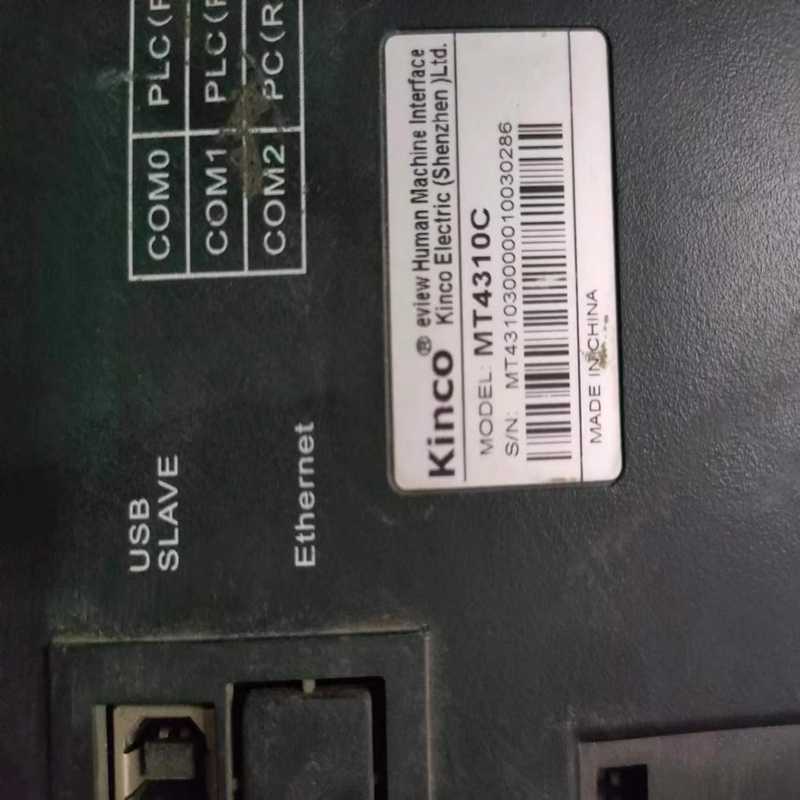 COM0 PLC(R
COM1 PLC(R
COM2 PC(R
USB
SLAVE
Ethernet
Kinco® eview Human Machine Interface
Kinco Electric (Shenzhen )Ltd.
MODEL: MT4310C
S/N: MT4310300000010030286
MADE IN CHINA